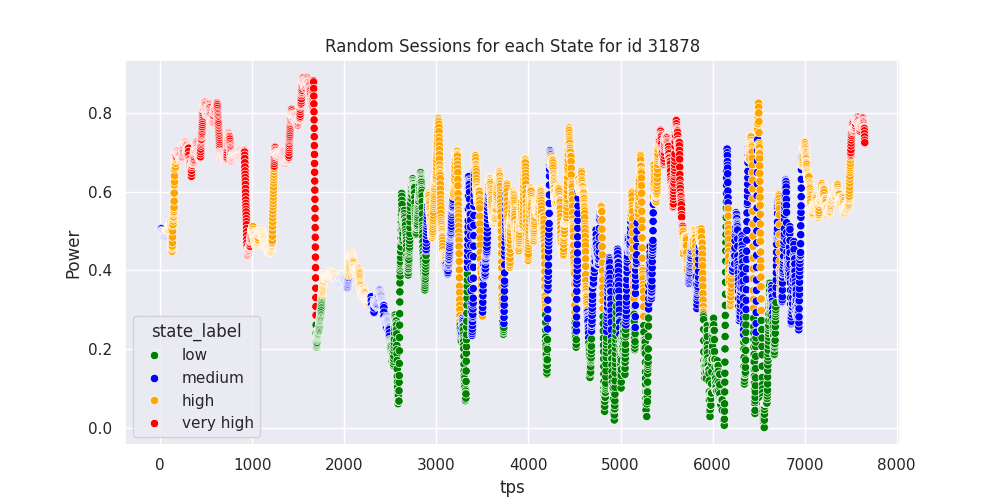 Random Sessions for each State for id 31878
Power
0.8
0.6
0.4
0.2
0.0
state_label
low
medium
high
very high
0 1000 2000 3000 4000 5000 6000 7000 8000
tps